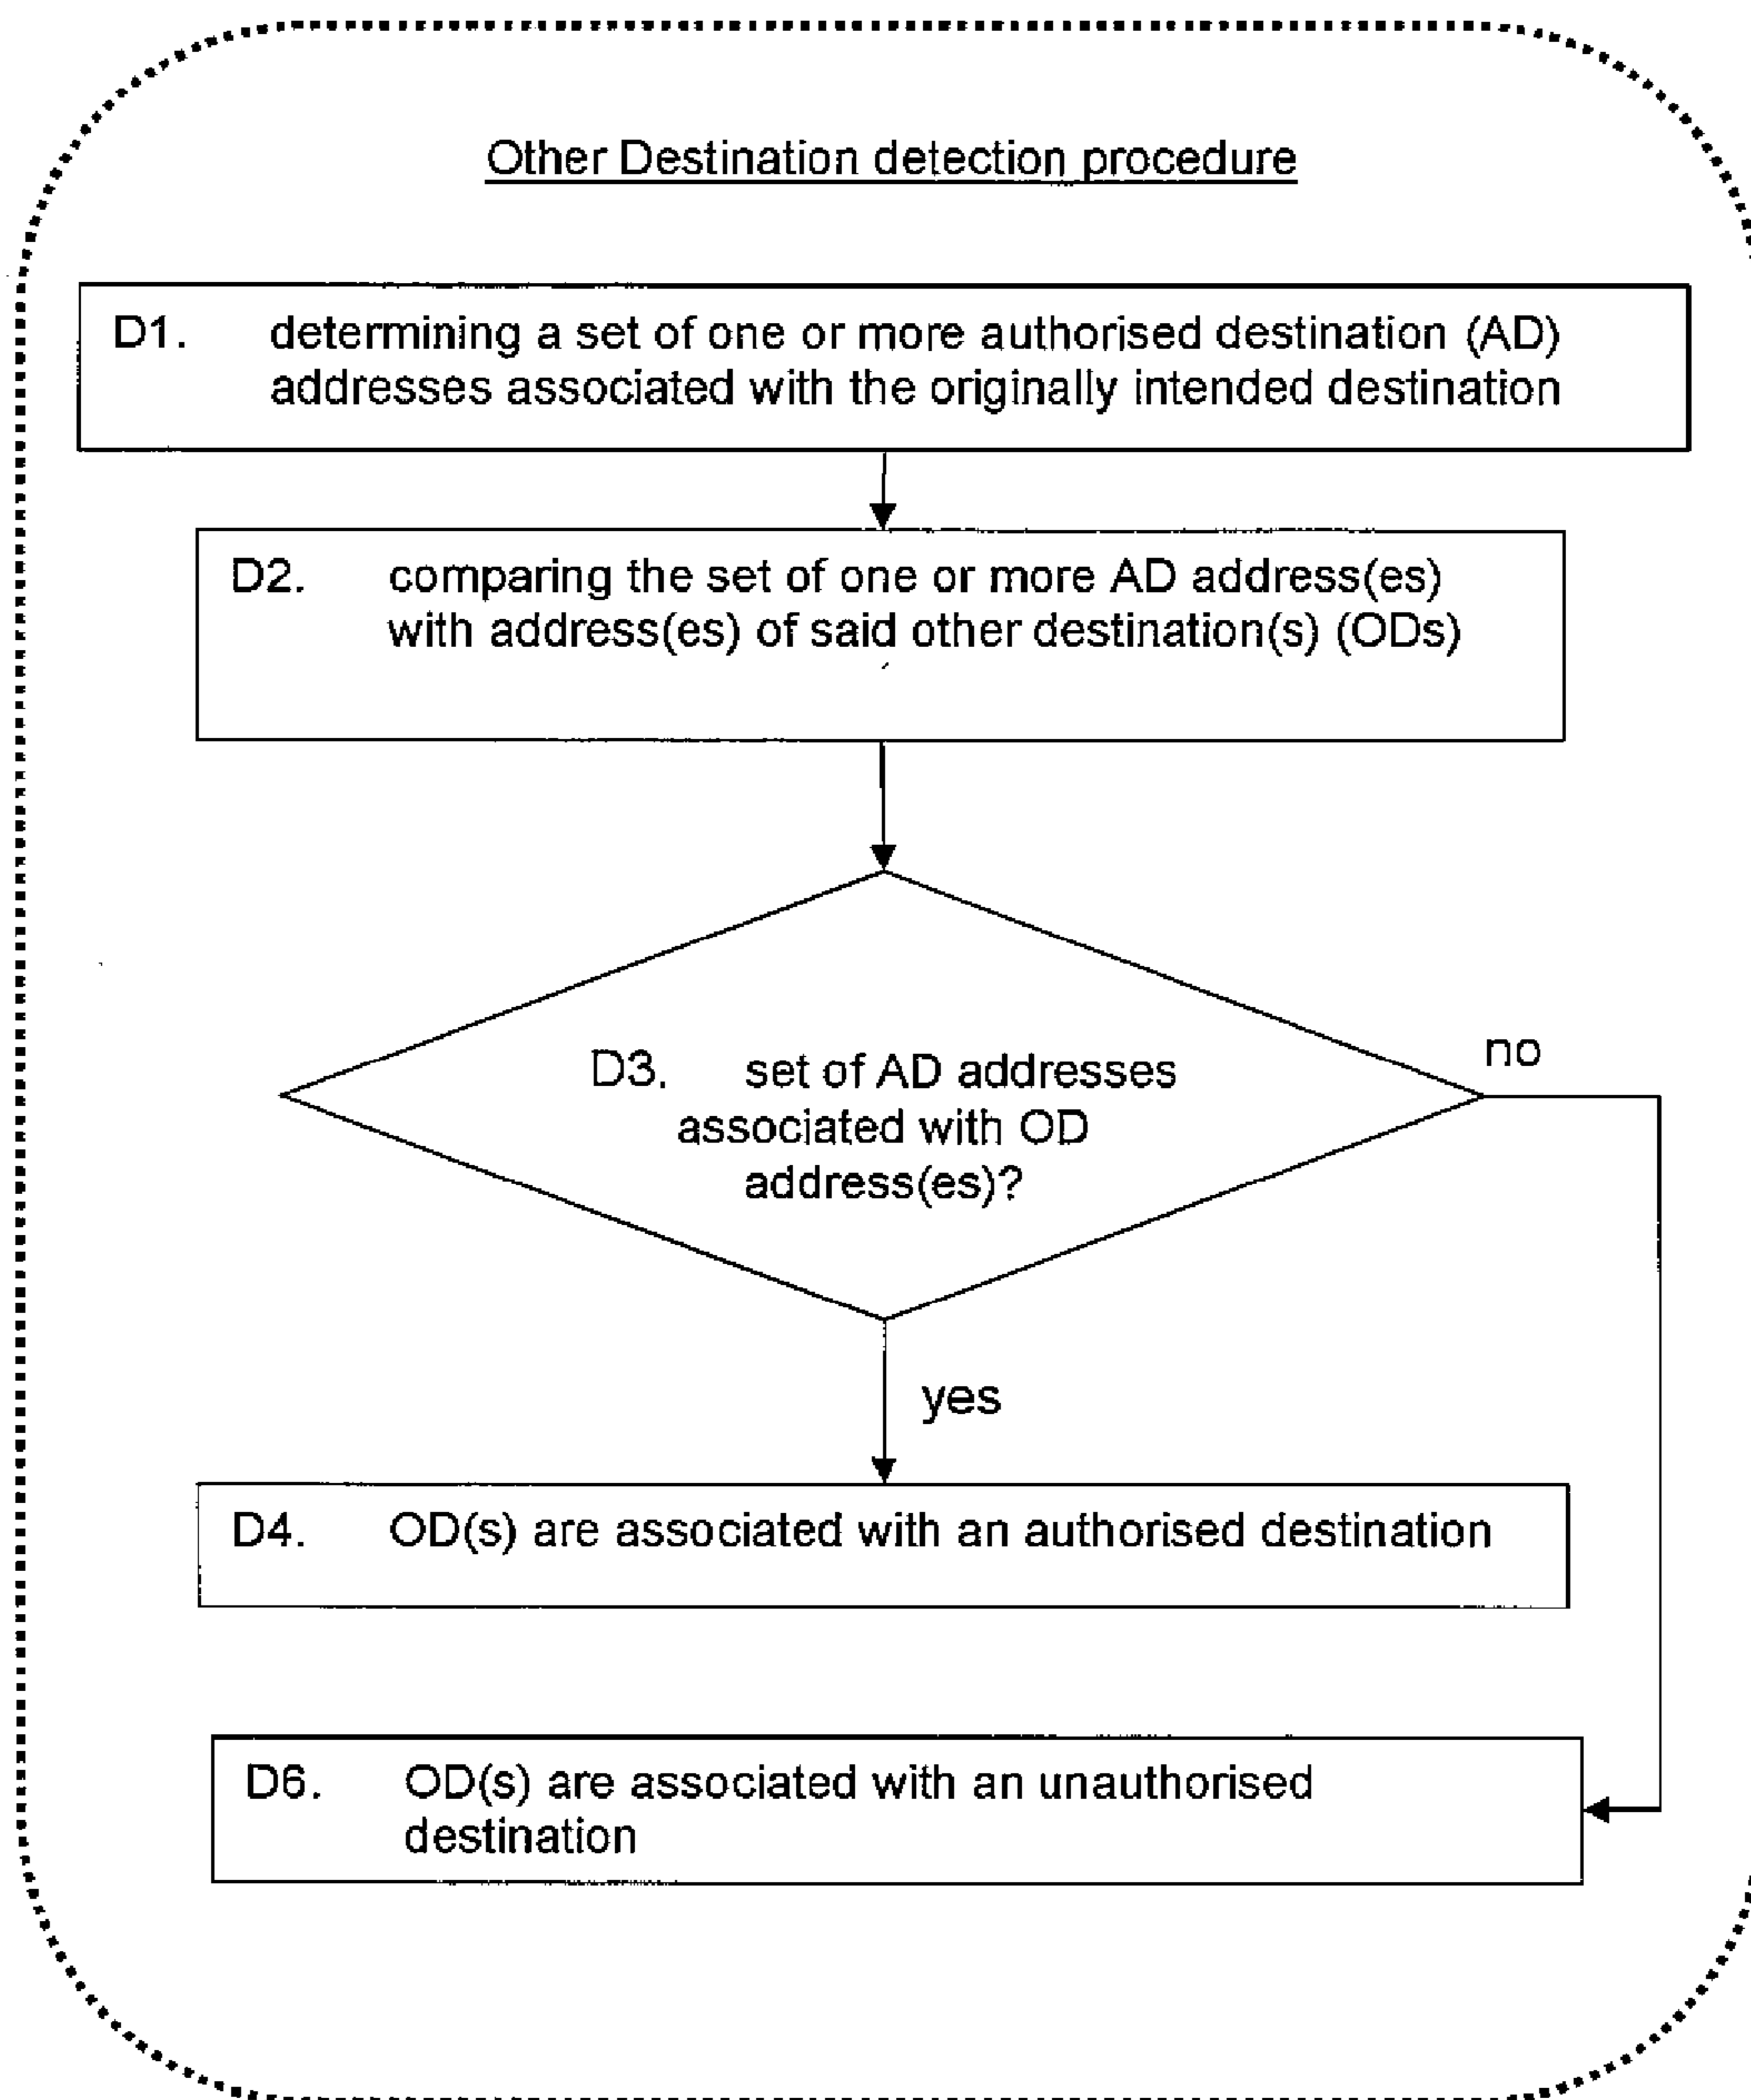 Other Destination detection procedure
D1. determining a set of one or more authorised destination (AD)
addresses associated with the originally intended destination
D2. comparing the set of one or more AD address(es)
with address(es) of said other destination(s) (ODs)
D3. set of AD addresses
associated with OD
address(es)?
no
yes
D4. OD(s) are associated with an authorised destination
D6. OD(s) are associated with an unauthorised
destination